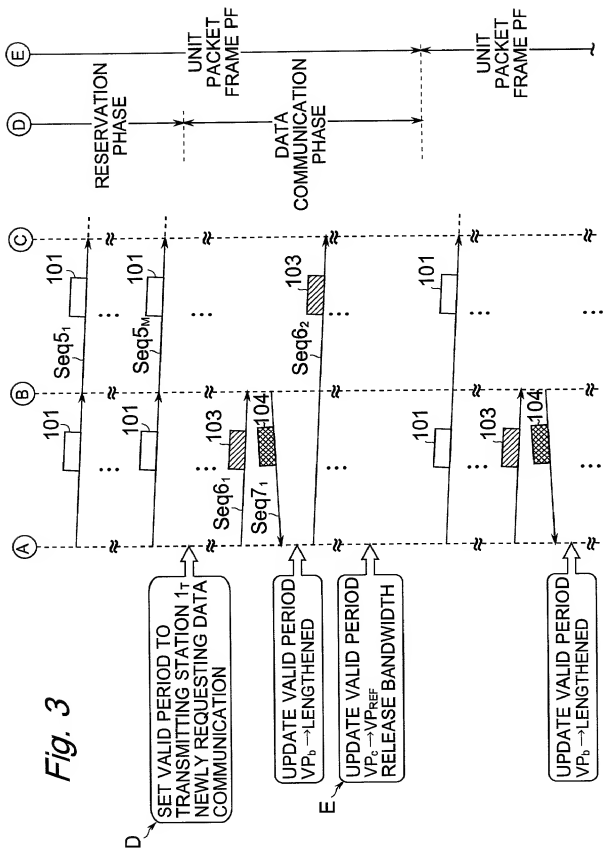 Fig. 3
A
B
C
D
E
Seq5₁
101
101
RESERVATION
PHASE
UNIT
PACKET
FRAME PF
101
Seq5M
101
...
...
D
SET VALID PERIOD TO
TRANSMITTING STATION 1T
NEWLY REQUESTING DATA
COMMUNICATION
...
...
Seq6₁
103
Seq7₁
104
DATA
COMMUNICATION
PHASE
UPDATE VALID PERIOD
VPb→LENGTHENED
Seq6₂
103
...
...
E
UPDATE VALID PERIOD
VPc→VPREF
RELEASE BANDWIDTH
101
101
UNIT
PACKET
FRAME PF
...
...
103
104
UPDATE VALID PERIOD
VPb→LENGTHENED
...
...